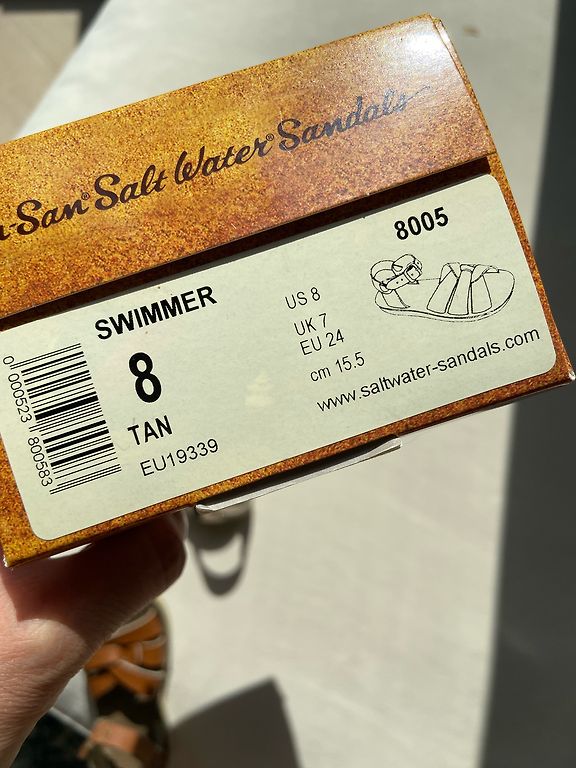 -San® Salt Water® Sandals
8005
SWIMMER
8
TAN
EU19339
US 8
UK 7
EU 24
cm 15.5
www.saltwater-sandals.com
0 000523 800583